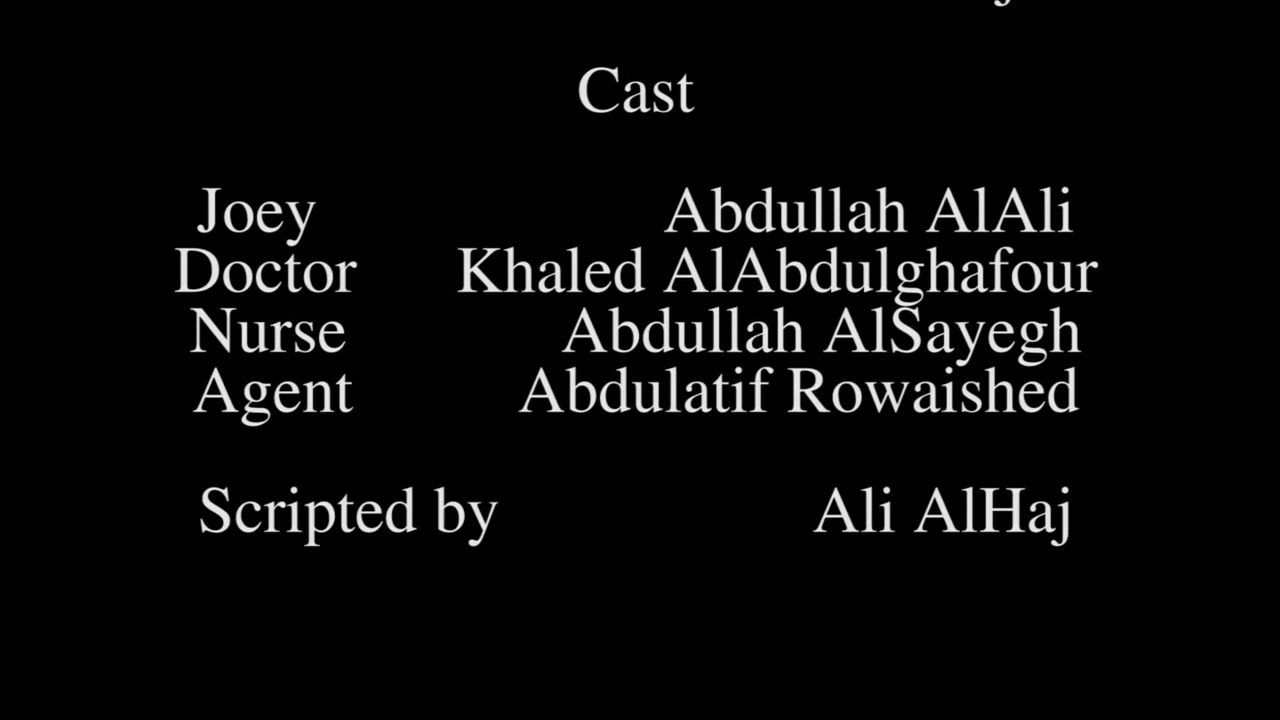 Cast
Joey Abdullah AlAli
Doctor Khaled AlAbdulghafour
Nurse Abdullah AlSayegh
Agent Abdulatif Rowaished
Scripted by Ali AlHaj